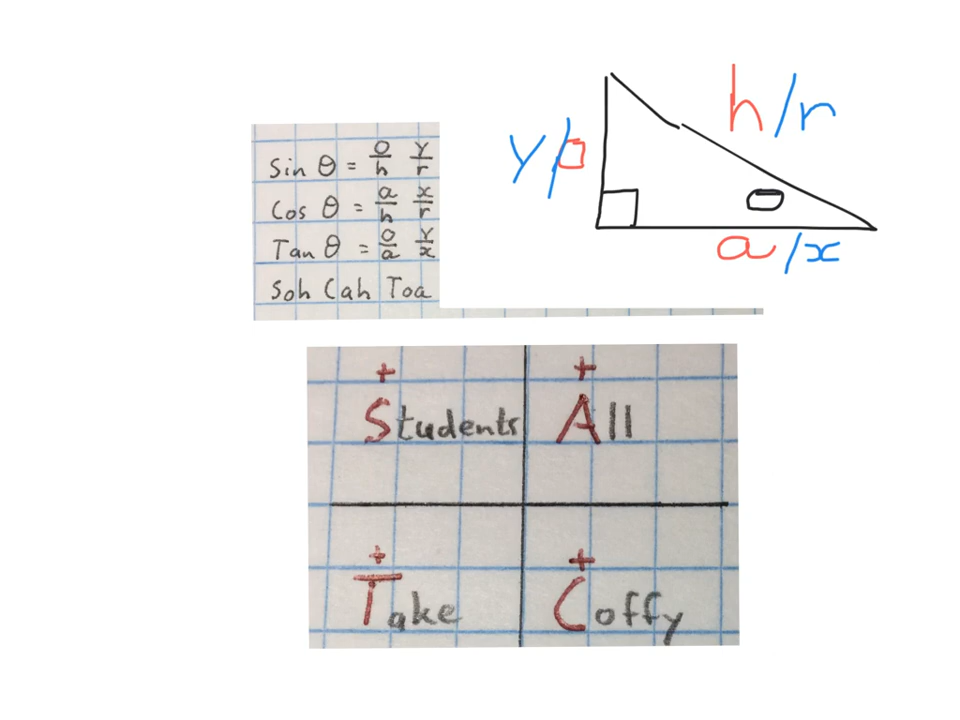 Sin θ = o/h y/r
Cos θ = a/h x/r
Tan θ = o/a y/x
Soh Cah Toa
h/r
y/o
θ
a/x
+ +
Students All
+ +
Take Coffy